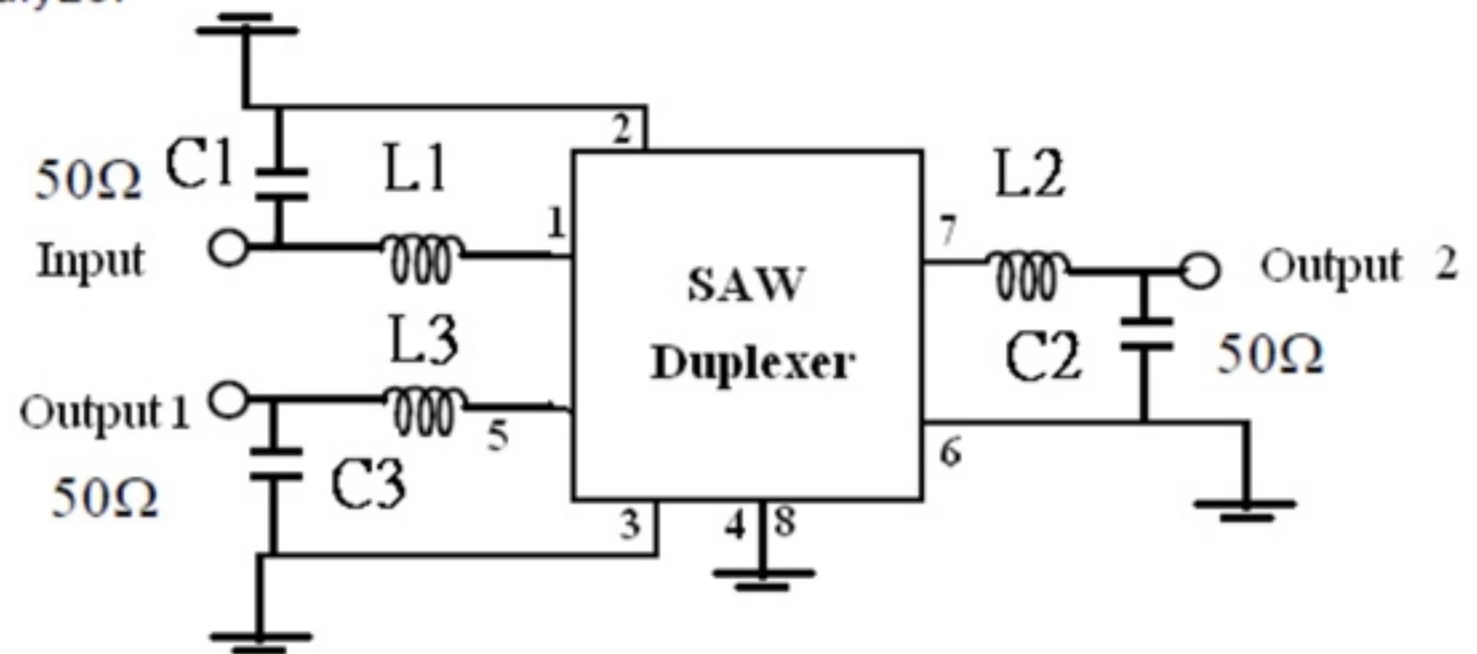 2
50Ω C1 L1 L2
1 7
Input SAW Output 2
Duplexer
L3 C2 50Ω
Output 1 5
6
50Ω C3
3 4 8